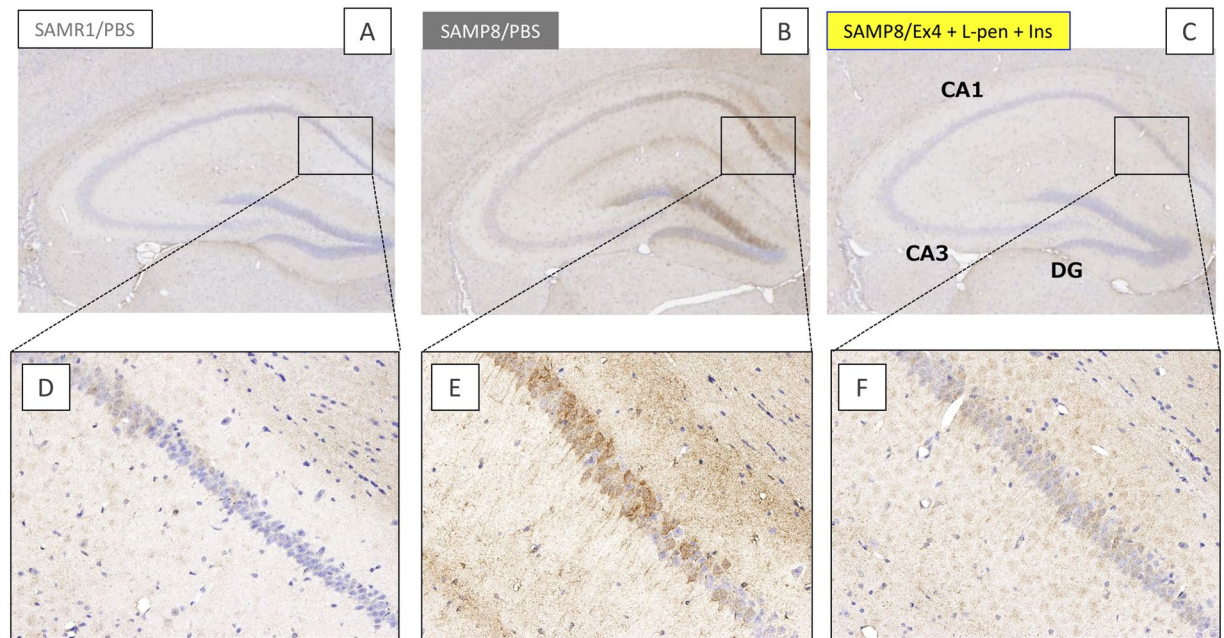 SAMR1/PBS
A
SAMP8/PBS
B
SAMP8/Ex4 + L-pen + Ins
C
CA1
CA3
DG
D
E
F